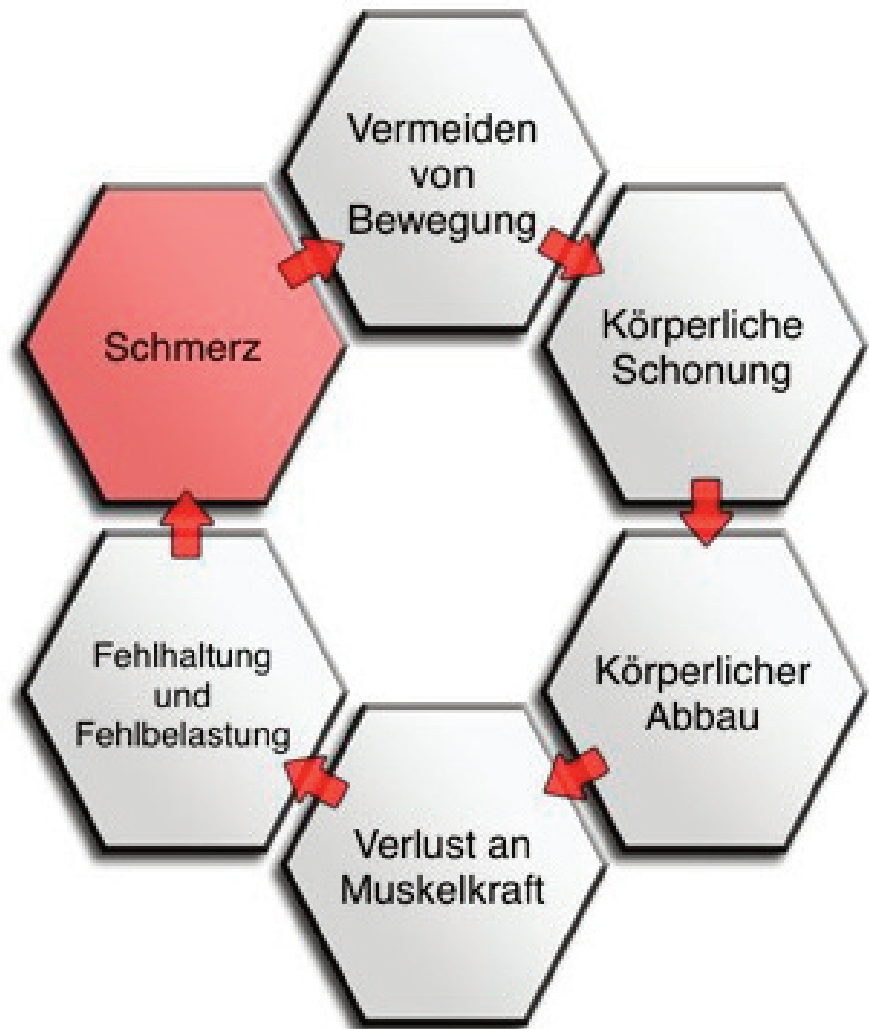 Vermeiden
von
Bewegung
Körperliche
Schonung
Körperlicher
Abbau
Verlust an
Muskelkraft
Fehlhaltung
und
Fehlbelastung
Schmerz